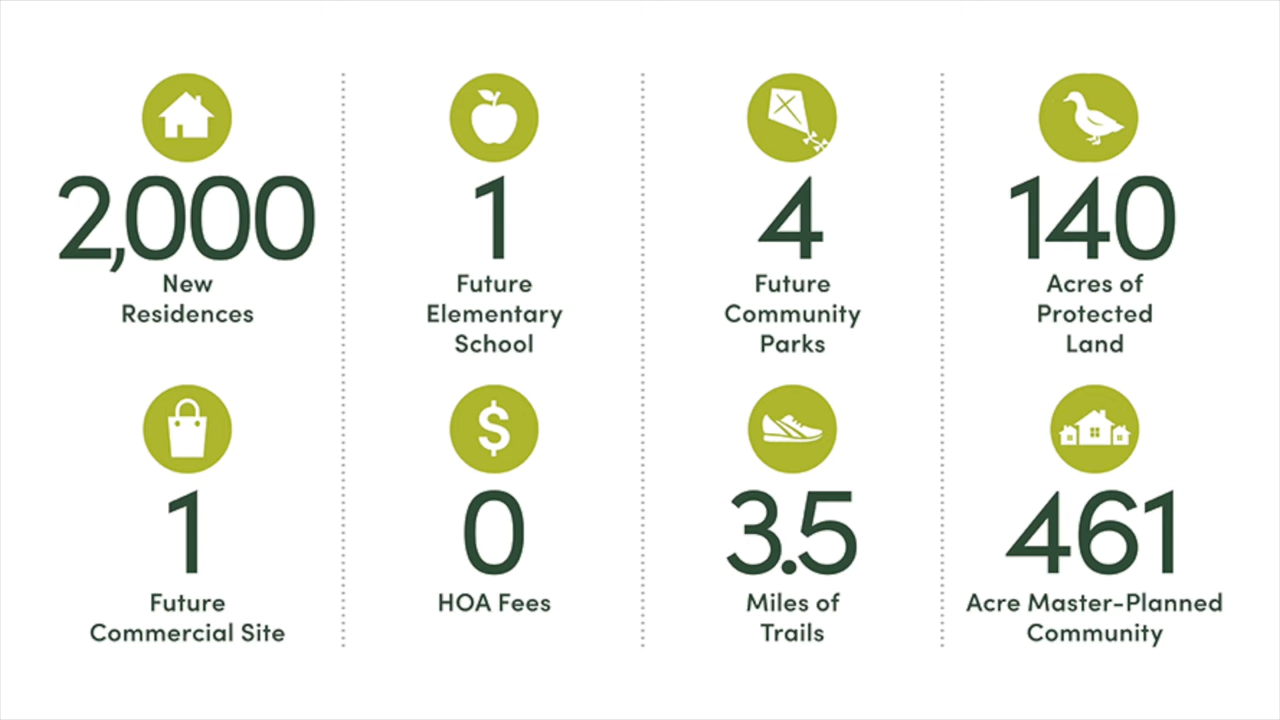 2,000
New
Residences
1
Future
Elementary
School
4
Future
Community
Parks
140
Acres of
Protected
Land
1
Future
Commercial Site
$
0
HOA Fees
3.5
Miles of
Trails
461
Acre Master-Planned
Community